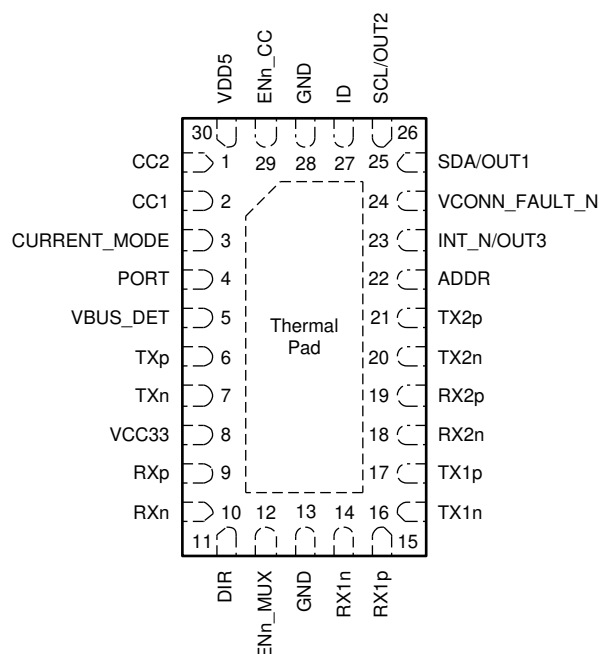 VDD5
ENn_CC
GND
ID
SCL/OUT2
30
29
28
27
26
CC2 1
25 SDA/OUT1
CC1 2
24 VCONN_FAULT_N
CURRENT_MODE 3
23 INT_N/OUT3
PORT 4
22 ADDR
VBUS_DET 5
21 TX2p
TXp 6
20 TX2n
TXn 7
19 RX2p
VCC33 8
18 RX2n
RXp 9
17 TX1p
RXn 10
16 TX1n
Thermal
Pad
11
12
13
14
15
DIR
ENn_MUX
GND
RX1n
RX1p